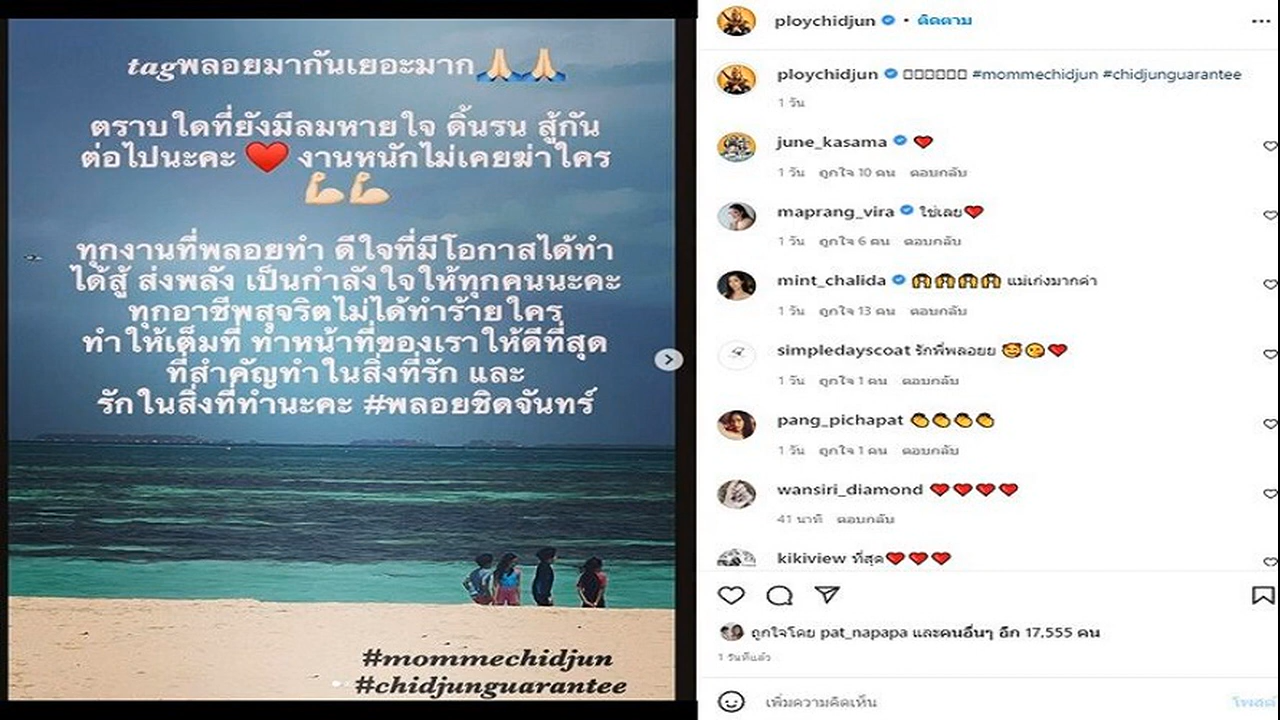 tagพลอยมากันเยอะมาก🙏🙏
ตราบใดที่ยังมีลมหายใจ ดิ้นรน สู้กัน
ต่อไปนะคะ ❤️ งานหนักไม่เคยฆ่าใคร
💪💪
ทุกงานที่พลอยทำ ดีใจที่มีโอกาสได้ทำ
ได้สู้ ส่งพลัง เป็นกำลังใจให้ทุกคนนะคะ
ทุกอาชีพสุจริตไม่ได้ทำร้ายใคร
ทำให้เต็มที่ ทำหน้าที่ของเราให้ดีที่สุด
ที่สำคัญทำในสิ่งที่รัก และ
รักในสิ่งที่ทำนะคะ #พลอยชิดจันทร์
#mommechidjun
#chidjunguarantee
ploychidjun • ติดตาม
ploychidjun #mommechidjun #chidjunguarantee
1 วัน
june_kasama ❤️
1 วัน ถูกใจ 10 คน ตอบกลับ
maprang_vira ใช่เลย❤️
1 วัน ถูกใจ 6 คน ตอบกลับ
mint_chalida 😱😱😱😱 แม่เก่งมากค่า
1 วัน ถูกใจ 13 คน ตอบกลับ
simpledayscoat รักพี่พลอยย 🥰😘❤️
1 วัน ถูกใจ 1 คน ตอบกลับ
pang_pichapat 👏👏👏👏
1 วัน ถูกใจ 1 คน ตอบกลับ
wansiri_diamond ❤️❤️❤️❤️
41 นาที ตอบกลับ
kikiview ที่สุด❤️❤️❤️
ถูกใจโดย pat_napapa และคนอื่นๆ อีก 17,555 คน
1 วันที่แล้ว
เพิ่มความคิดเห็น
โพสต์